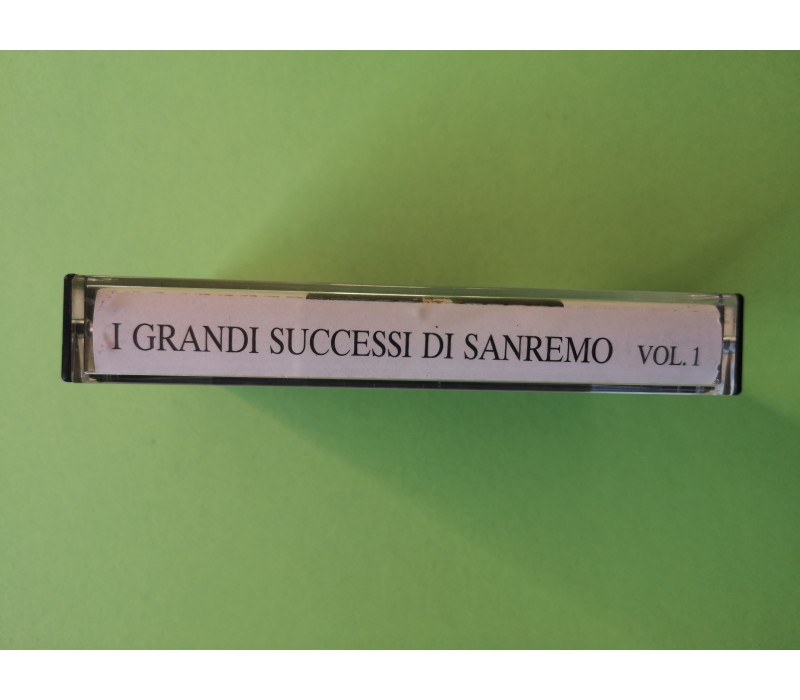 I GRANDI SUCCESSI DI SANREMO VOL. 1